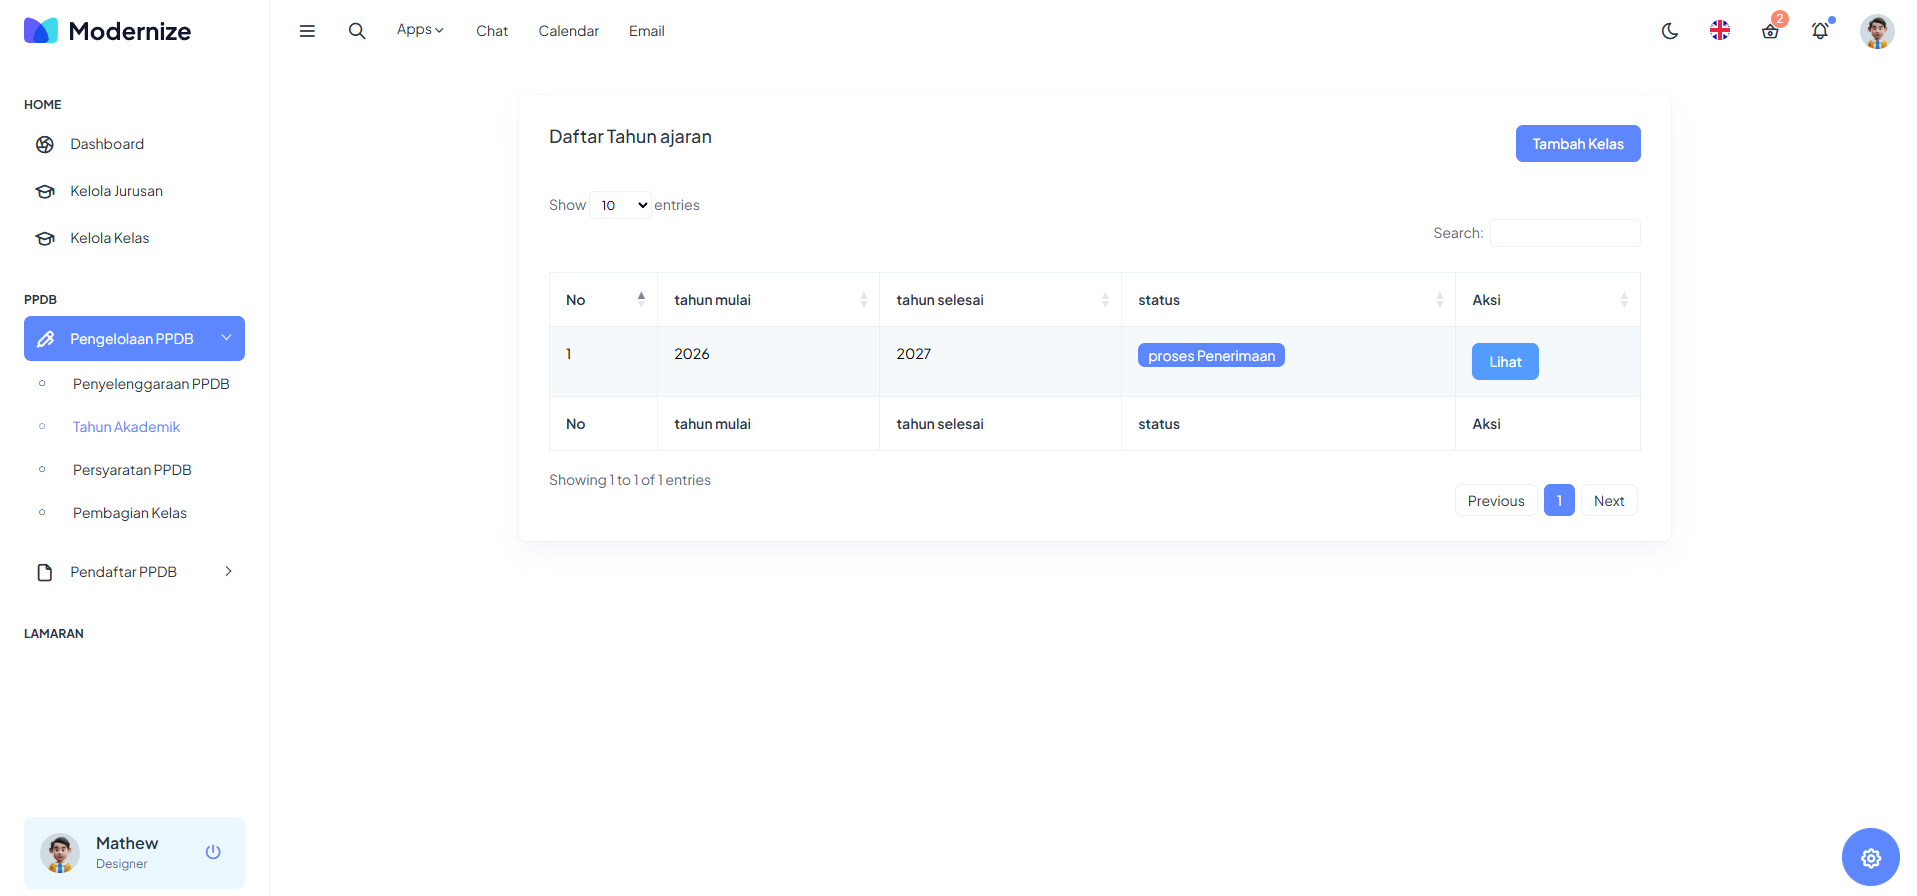 Modernize
Apps Chat Calendar Email
2
HOME
Dashboard
Kelola Jurusan
Kelola Kelas
PPDB
Pengelolaan PPDB
Penyelenggaraan PPDB
Tahun Akademik
Persyaratan PPDB
Pembagian Kelas
Pendaftar PPDB
LAMARAN
Mathew
Designer
Daftar Tahun ajaran
Tambah Kelas
Show 10 entries
Search:
No tahun mulai tahun selesai status Aksi
1 2026 2027 proses Penerimaan Lihat
No tahun mulai tahun selesai status Aksi
Showing 1 to 1 of 1 entries
Previous 1 Next